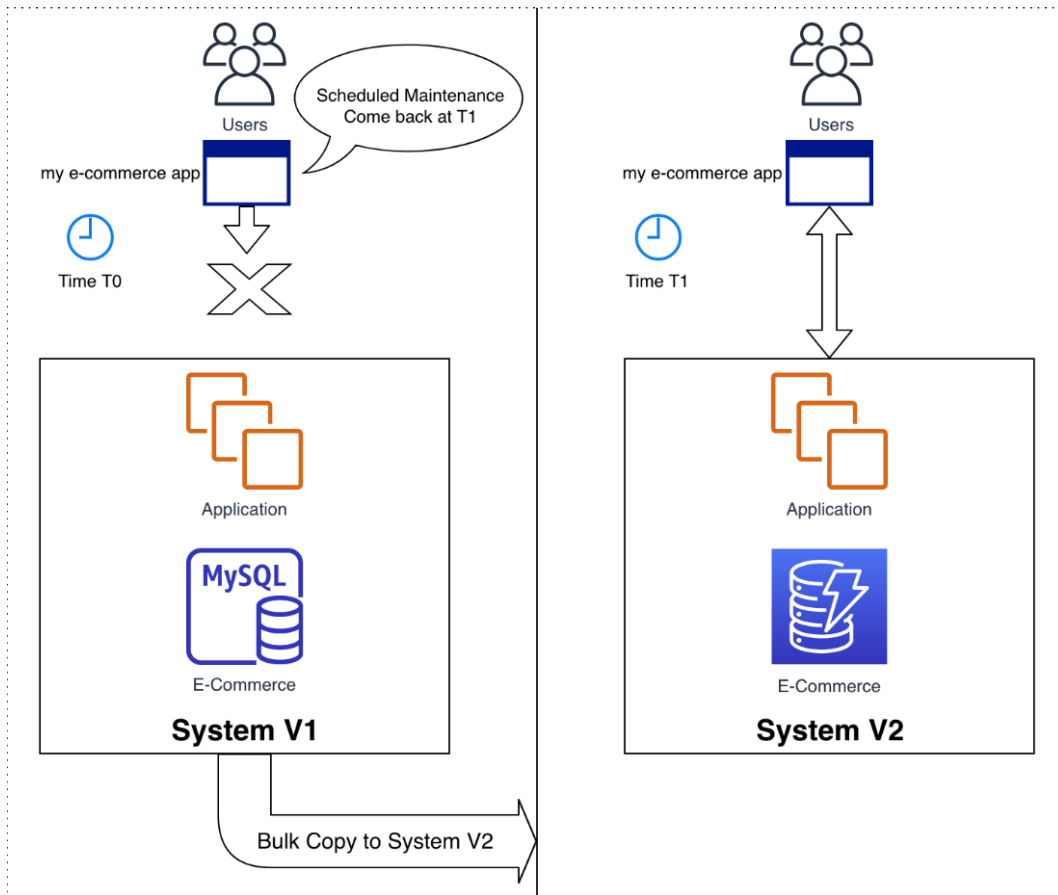 Users
Scheduled Maintenance
Come back at T1
my e-commerce app
Time T0
Application
MySQL
E-Commerce
System V1
Bulk Copy to System V2
Users
my e-commerce app
Time T1
Application
E-Commerce
System V2